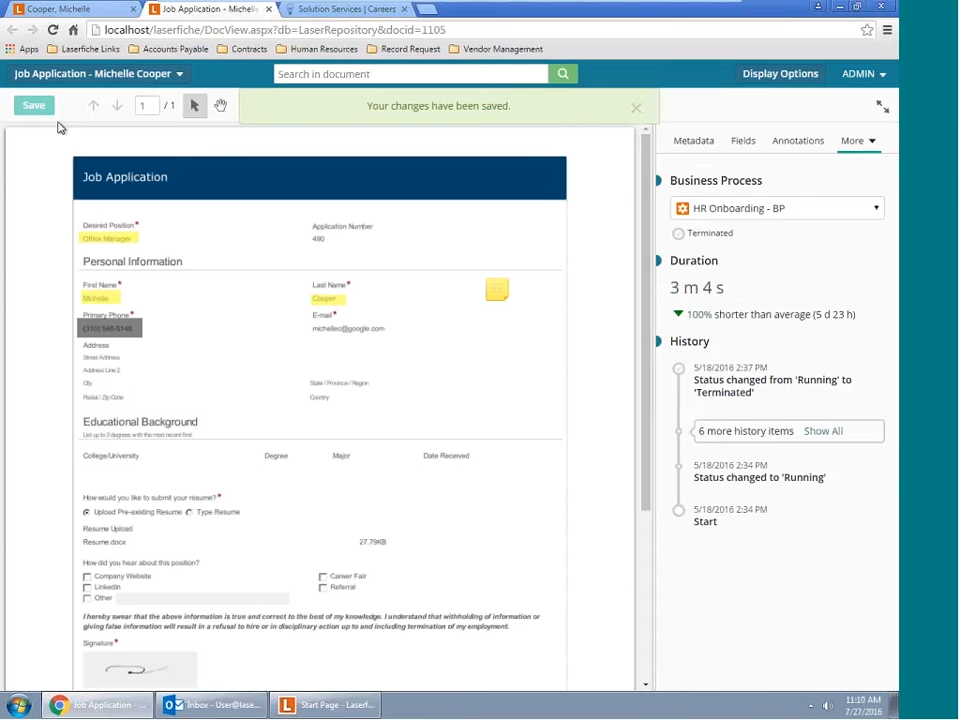 Cooper, Michelle
Job Application - Michelle
Solution Services | Careers
localhost/laserfiche/DocView.aspx?db=LaserRepository&docid=1105
Apps Laserfiche Links Accounts Payable Contracts Human Resources Record Request Vendor Management
Job Application - Michelle Cooper
Search in document
Display Options
ADMIN
Save
1 / 1
Your changes have been saved.
Metadata Fields Annotations More
Job Application
Desired Position*
Office Manager
Application Number
490
Personal Information
First Name*
Michelle
Last Name*
Cooper
Primary Phone*
E-mail*
michellec@google.com
Address
Street Address
Address Line 2
City
State / Province / Region
Postal / Zip Code
Country
Educational Background
List up to 3 degrees with the most recent first
College/University Degree Major Date Received
How would you like to submit your resume?*
Upload Pre-existing Resume Type Resume
Resume Upload
Resume.docx 27.79KB
How did you hear about this position?
Company Website Career Fair
LinkedIn Referral
Other
I hereby swear that the above information is true and correct to the best of my knowledge. I understand that withholding of information or
giving false information will result in a refusal to hire or in disciplinary action up to and including termination of my employment.
Signature*
Business Process
HR Onboarding - BP
Terminated
Duration
3 m 4 s
100% shorter than average (5 d 23 h)
History
5/18/2016 2:37 PM
Status changed from 'Running' to
'Terminated'
6 more history items Show All
5/18/2016 2:34 PM
Status changed to 'Running'
5/18/2016 2:34 PM
Start
Job Application - ...
Inbox - User@lase...
Start Page - Laserf...
11:10 AM
7/27/2016